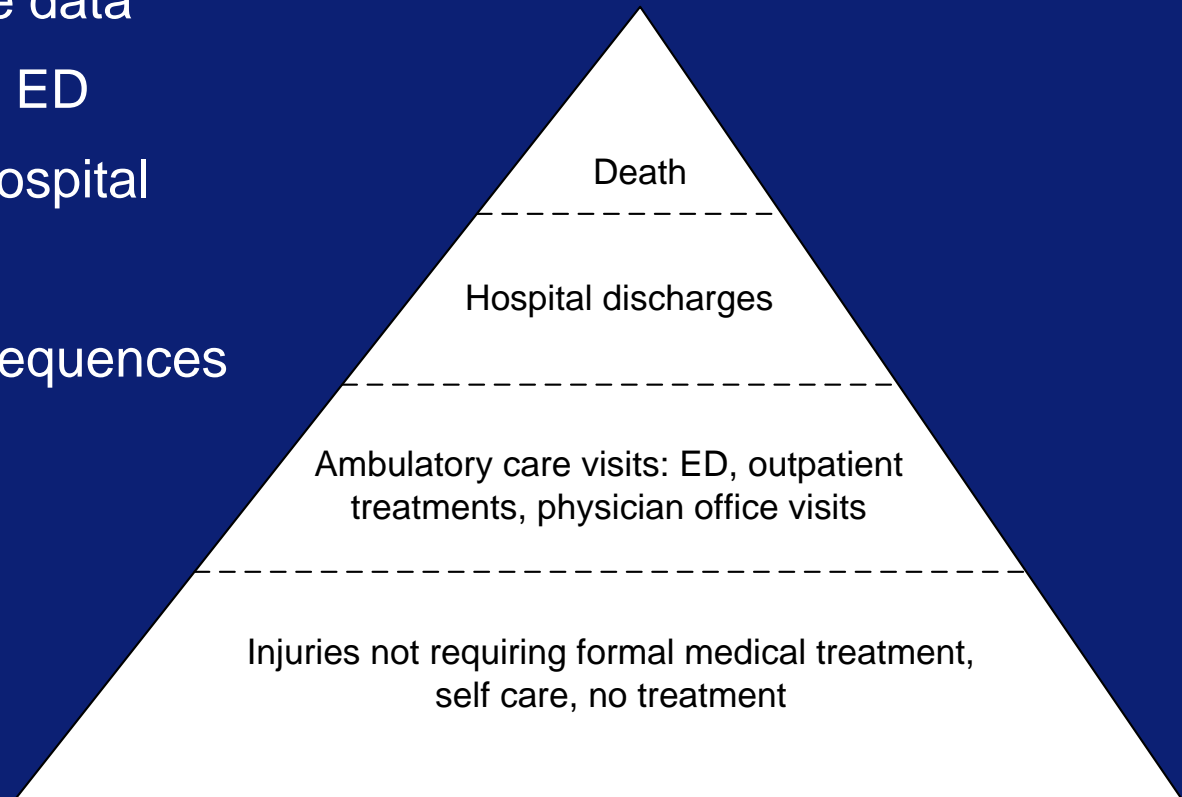 data
ED
equences
Death
Hospital discharges
Ambulatory care visits: ED, outpatient
treatments, physician office visits
Injuries not requiring formal medical treatment,
self care, no treatment